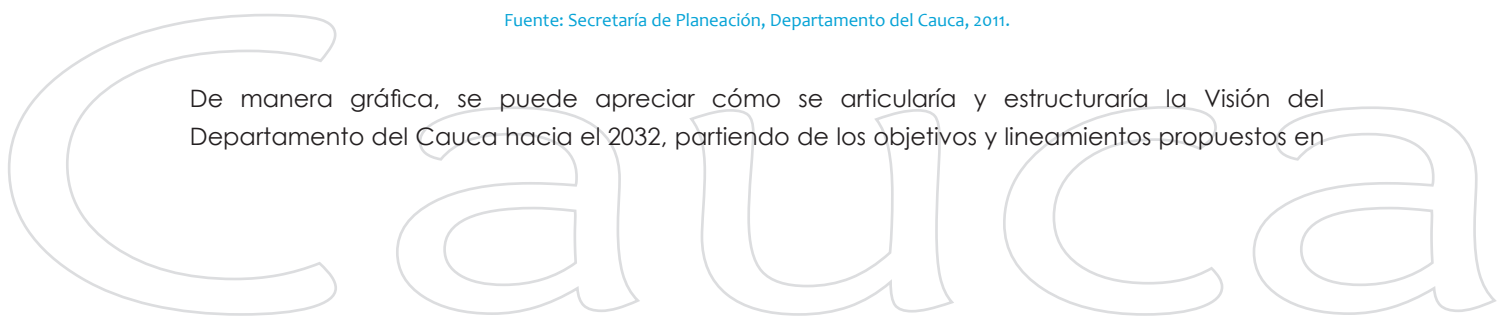 Fuente: Secretaría de Planeación, Departamento del Cauca, 2011.
De manera gráfica, se puede apreciar cómo se articularía y estructuraría la Visión del
Departamento del Cauca hacia el 2032, partiendo de los objetivos y lineamientos propuestos en
Cauca